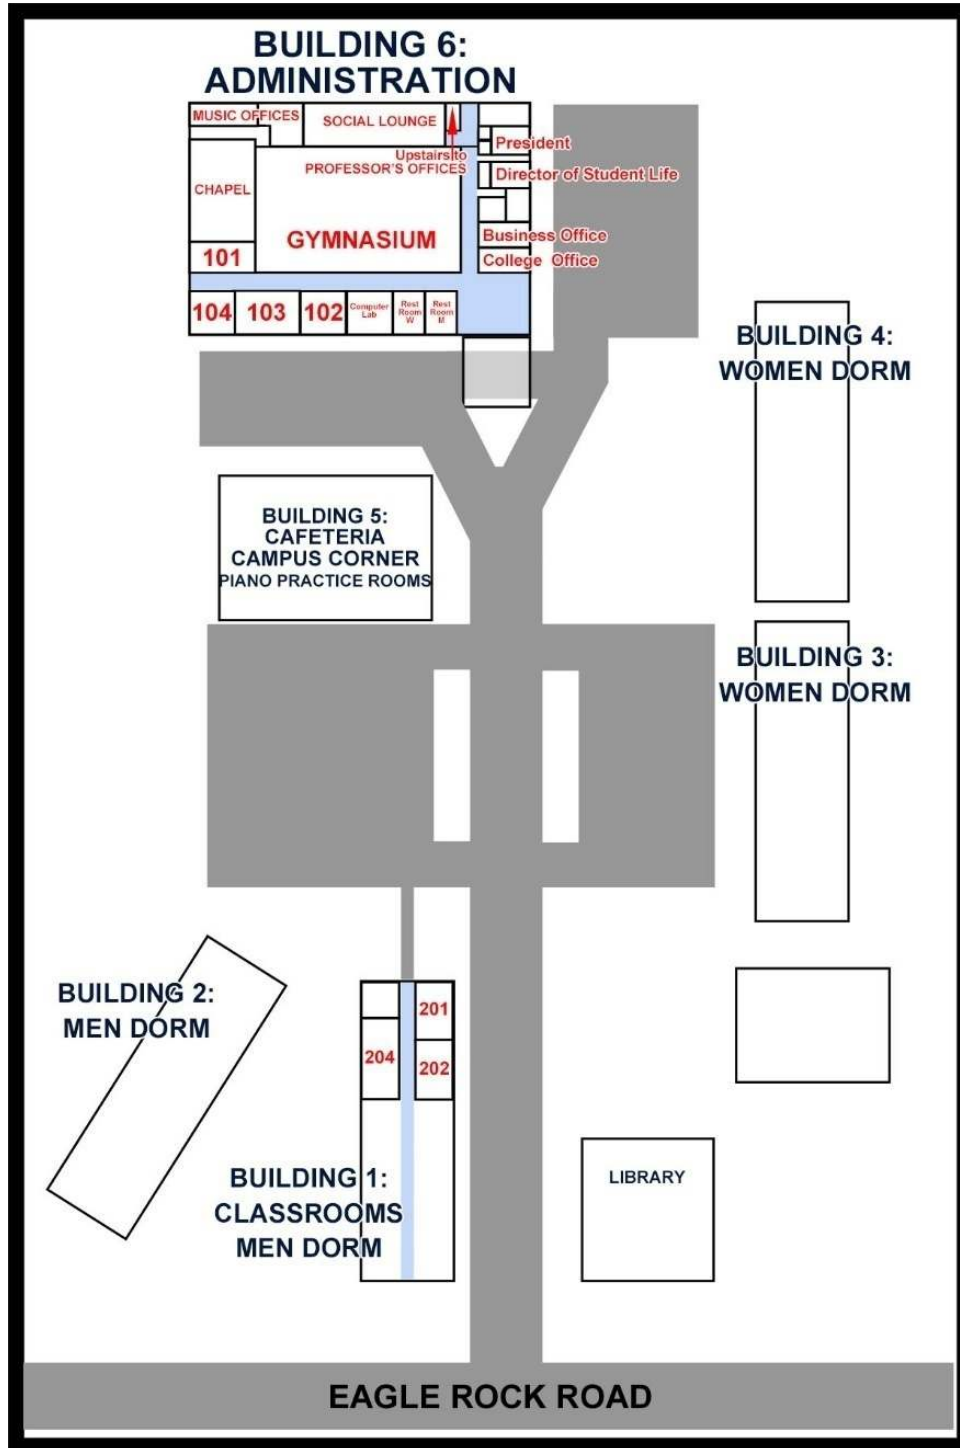 BUILDING 6:
ADMINISTRATION
MUSIC OFFICES
SOCIAL LOUNGE
Upstairs to
PROFESSOR'S OFFICES
President
Director of Student Life
CHAPEL
GYMNASIUM
Business Office
College Office
101
104
103
102
Computer
Lab
Rest
Room
W
Rest
Room
M
BUILDING 4:
WOMEN DORM
BUILDING 5:
CAFETERIA
CAMPUS CORNER
PIANO PRACTICE ROOMS
BUILDING 3:
WOMEN DORM
BUILDING 2:
MEN DORM
201
204
202
BUILDING 1:
CLASSROOMS
MEN DORM
LIBRARY
EAGLE ROCK ROAD